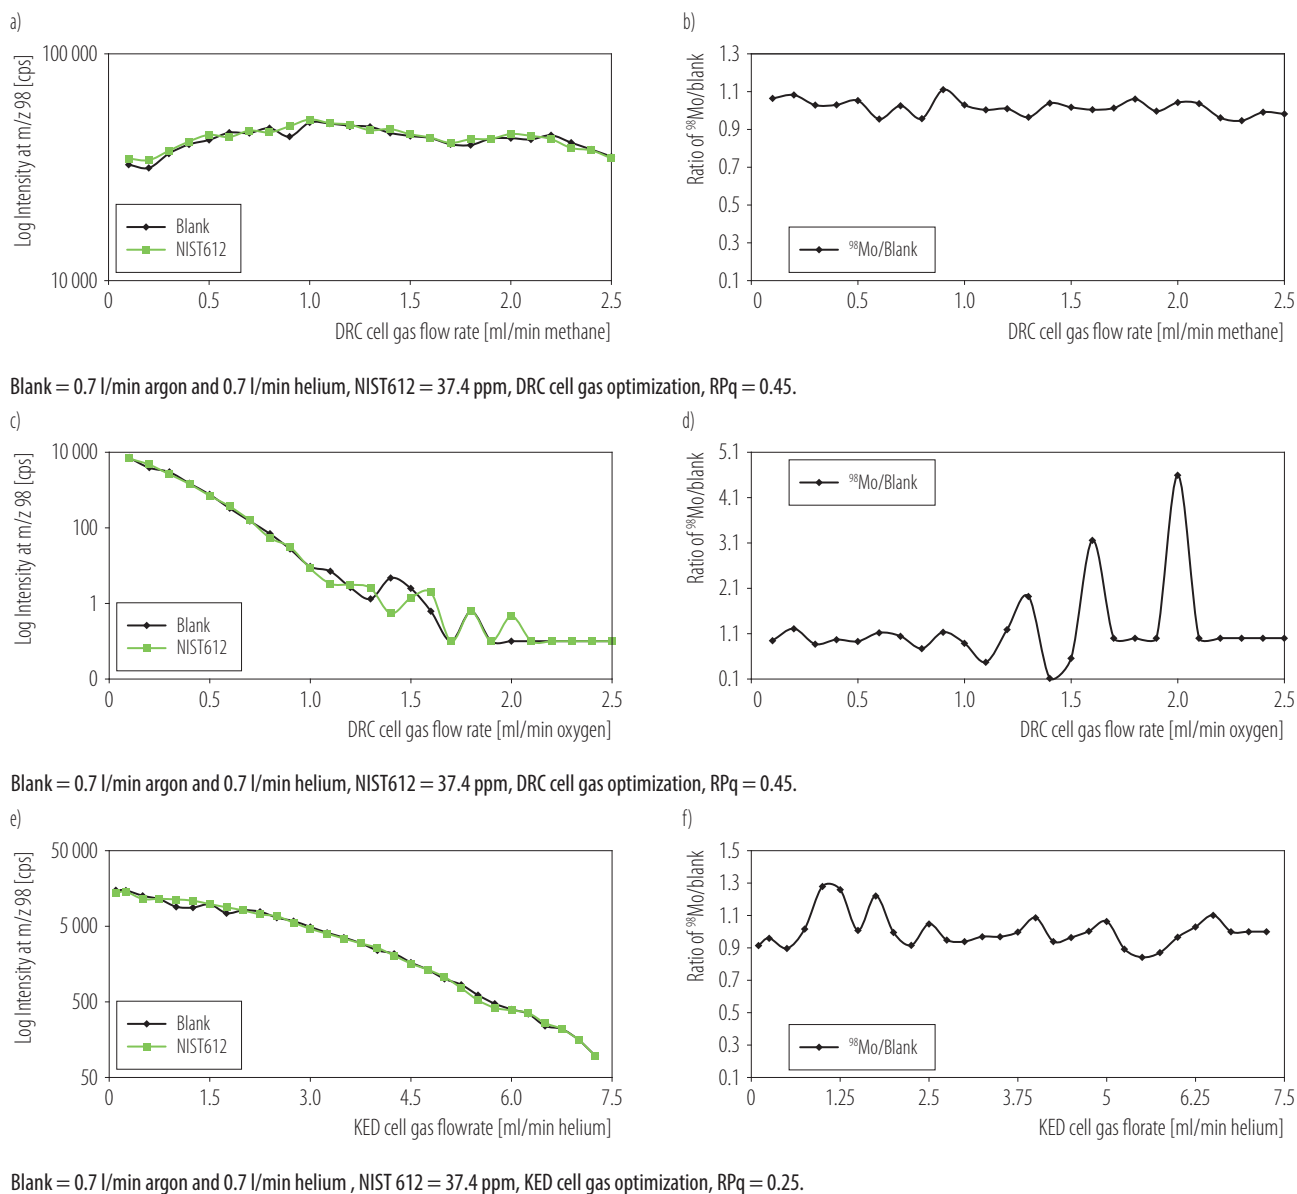 a)
Log Intensity at m/z 98 [cps]
100 000
10 000
Blank
NIST612
0 0.5 1.0 1.5 2.0 2.5
DRC cell gas flow rate [ml/min methane]
b)
Ratio of ⁹⁸Mo/blank
1.3
1.1
0.9
0.7
0.5
0.3
0.1
⁹⁸Mo/Blank
0 0.5 1.0 1.5 2.0 2.5
DRC cell gas flow rate [ml/min methane]
Blank = 0.7 l/min argon and 0.7 l/min helium, NIST612 = 37.4 ppm, DRC cell gas optimization, RPq = 0.45.
c)
Log Intensity at m/z 98 [cps]
10 000
100
1
0
Blank
NIST612
0 0.5 1.0 1.5 2.0 2.5
DRC cell gas flow rate [ml/min oxygen]
d)
Ratio of ⁹⁸Mo/blank
5.1
4.1
3.1
2.1
1.1
0.1
⁹⁸Mo/Blank
0 0.5 1.0 1.5 2.0 2.5
DRC cell gas flow rate [ml/min oxygen]
Blank = 0.7 l/min argon and 0.7 l/min helium, NIST612 = 37.4 ppm, DRC cell gas optimization, RPq = 0.45.
e)
Log Intensity at m/z 98 [cps]
50 000
5 000
500
50
Blank
NIST612
0 1.5 3.0 4.5 6.0 7.5
KED cell gas flowrate [ml/min helium]
f)
Ratio of ⁹⁸Mo/blank
1.5
1.3
1.1
0.9
0.7
0.5
0.3
0.1
⁹⁸Mo/Blank
0 1.25 2.5 3.75 5 6.25 7.5
KED cell gas florate [ml/min helium]
Blank = 0.7 l/min argon and 0.7 l/min helium , NIST 612 = 37.4 ppm, KED cell gas optimization, RPq = 0.25.